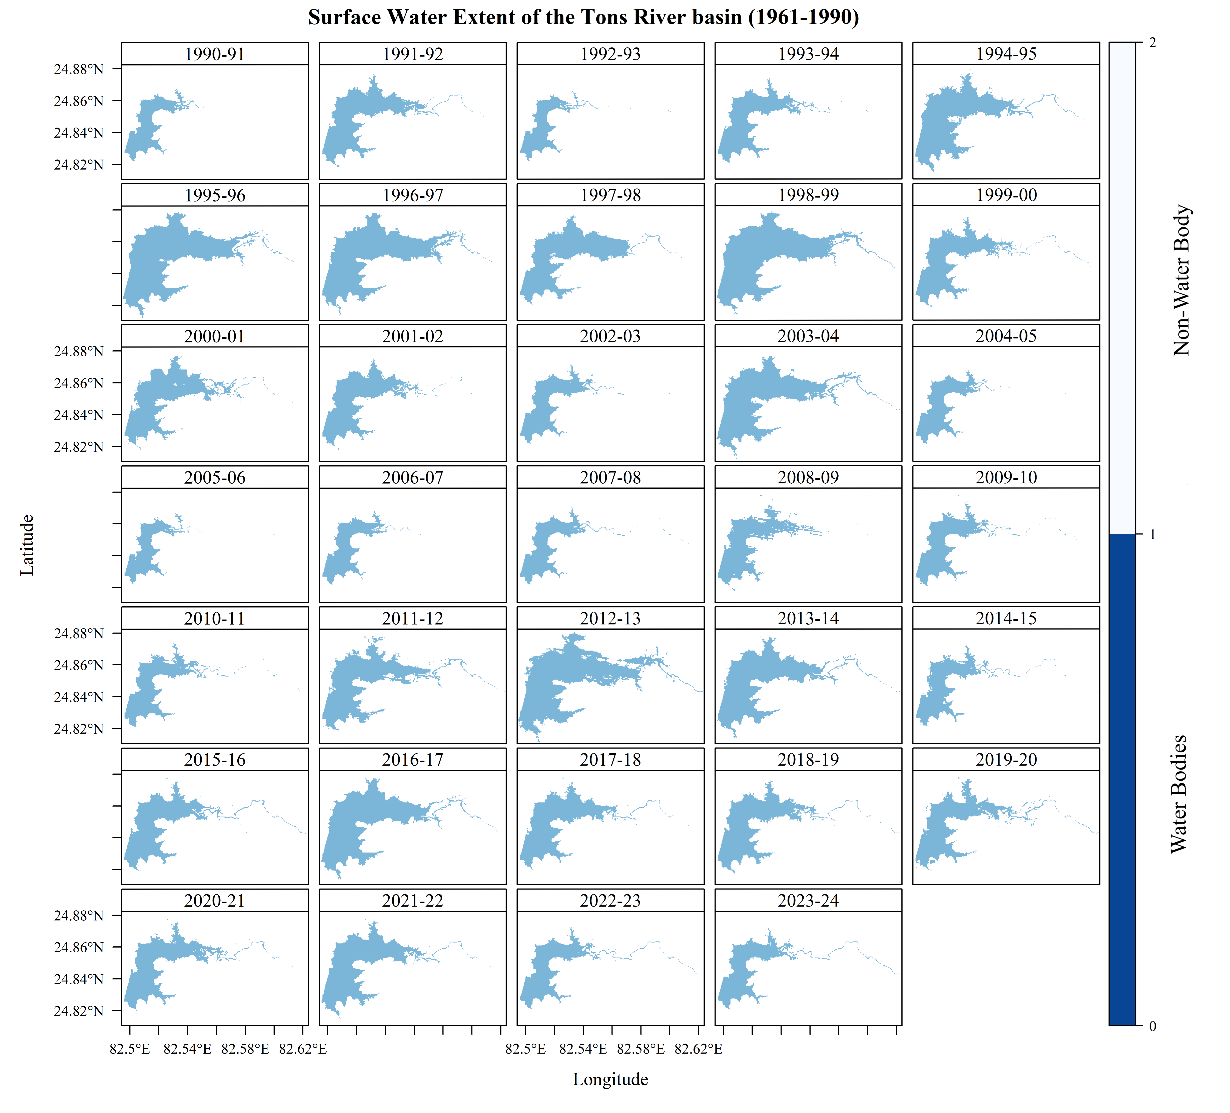 Surface Water Extent of the Tons River basin (1961-1990)
1990-91 1991-92 1992-93 1993-94 1994-95
24.88°N
24.86°N
24.84°N
24.82°N
1995-96 1996-97 1997-98 1998-99 1999-00
2000-01 2001-02 2002-03 2003-04 2004-05
24.88°N
24.86°N
24.84°N
24.82°N
2005-06 2006-07 2007-08 2008-09 2009-10
2010-11 2011-12 2012-13 2013-14 2014-15
24.88°N
24.86°N
24.84°N
24.82°N
2015-16 2016-17 2017-18 2018-19 2019-20
2020-21 2021-22 2022-23 2023-24
24.88°N
24.86°N
24.84°N
24.82°N
82.5°E 82.54°E 82.58°E 82.62°E 82.5°E 82.54°E 82.58°E 82.62°E
Longitude
Latitude
2
1
0
Non-Water Body
Water Bodies